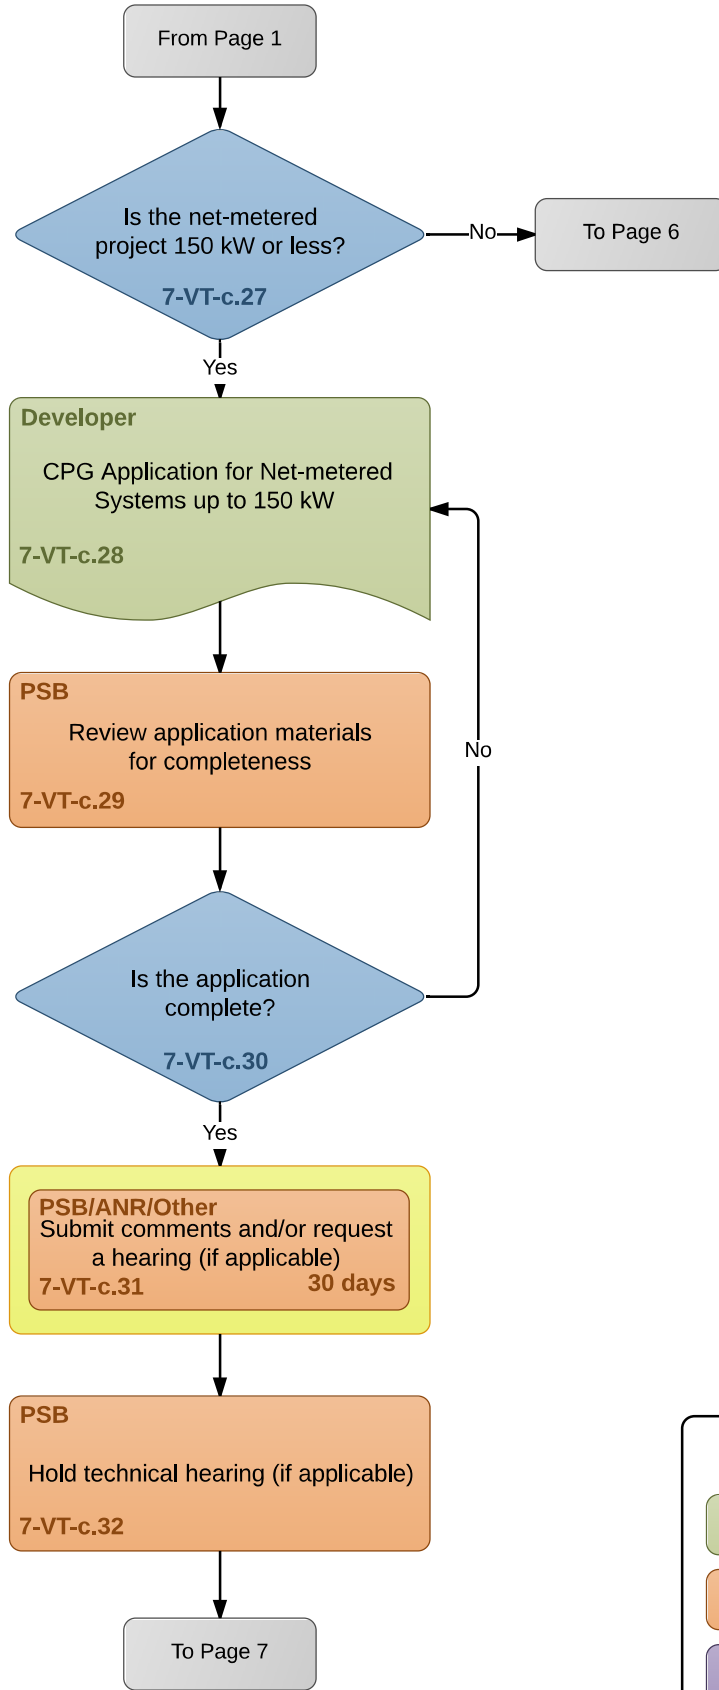 From Page 1
Is the net-metered
project 150 kW or less?
7-VT-c.27
No
To Page 6
Yes
Developer
CPG Application for Net-metered
Systems up to 150 kW
7-VT-c.28
PSB
Review application materials
for completeness
7-VT-c.29
No
Is the application
complete?
7-VT-c.30
Yes
PSB/ANR/Other
Submit comments and/or request
a hearing (if applicable)
7-VT-c.31
30 days
PSB
Hold technical hearing (if applicable)
7-VT-c.32
To Page 7